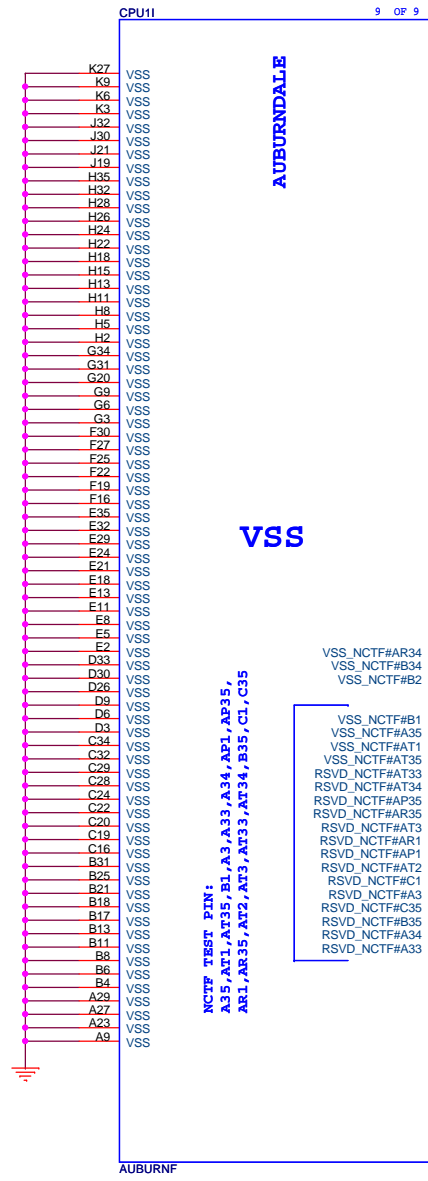 CPU1I
9 OF 9
AUBURNDALE
K27 VSS
K9 VSS
K6 VSS
K3 VSS
J32 VSS
J30 VSS
J21 VSS
J19 VSS
H35 VSS
H32 VSS
H28 VSS
H26 VSS
H24 VSS
H22 VSS
H18 VSS
H15 VSS
H13 VSS
H11 VSS
H8 VSS
H5 VSS
H2 VSS
G34 VSS
G31 VSS
G20 VSS
G9 VSS
G6 VSS
G3 VSS
F30 VSS
F27 VSS
F25 VSS
F22 VSS
F19 VSS
F16 VSS
E35 VSS
E32 VSS
E29 VSS
E24 VSS
E21 VSS
E18 VSS
E13 VSS
E11 VSS
E8 VSS
E5 VSS
E2 VSS
D33 VSS
D30 VSS
D26 VSS
D9 VSS
D6 VSS
D3 VSS
C34 VSS
C32 VSS
C29 VSS
C28 VSS
C24 VSS
C22 VSS
C20 VSS
C19 VSS
C16 VSS
B31 VSS
B25 VSS
B21 VSS
B18 VSS
B17 VSS
B13 VSS
B11 VSS
B8 VSS
B6 VSS
B4 VSS
A29 VSS
A27 VSS
A23 VSS
A9 VSS
VSS
NCTF TEST PIN:
A35,AT1,AT35,B1,A3,A33,A34,AP1,AP35,
AR1,AR35,AT2,AT3,AT33,AT34,B35,C1,C35
VSS_NCTF#AR34
VSS_NCTF#B34
VSS_NCTF#B2
VSS_NCTF#B1
VSS_NCTF#A35
VSS_NCTF#AT1
VSS_NCTF#AT35
RSVD_NCTF#AT33
RSVD_NCTF#AT34
RSVD_NCTF#AP35
RSVD_NCTF#AR35
RSVD_NCTF#AT3
RSVD_NCTF#AR1
RSVD_NCTF#AP1
RSVD_NCTF#AT2
RSVD_NCTF#C1
RSVD_NCTF#A3
RSVD_NCTF#C35
RSVD_NCTF#B35
RSVD_NCTF#A34
RSVD_NCTF#A33
AUBURNF